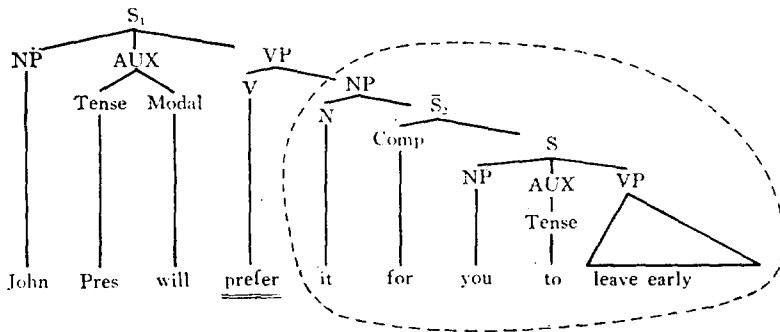 S₁
NP AUX VP
V NP
Tense Modal N S̄₂
Comp S
NP AUX VP
Tense
John Pres will prefer it for you to leave early